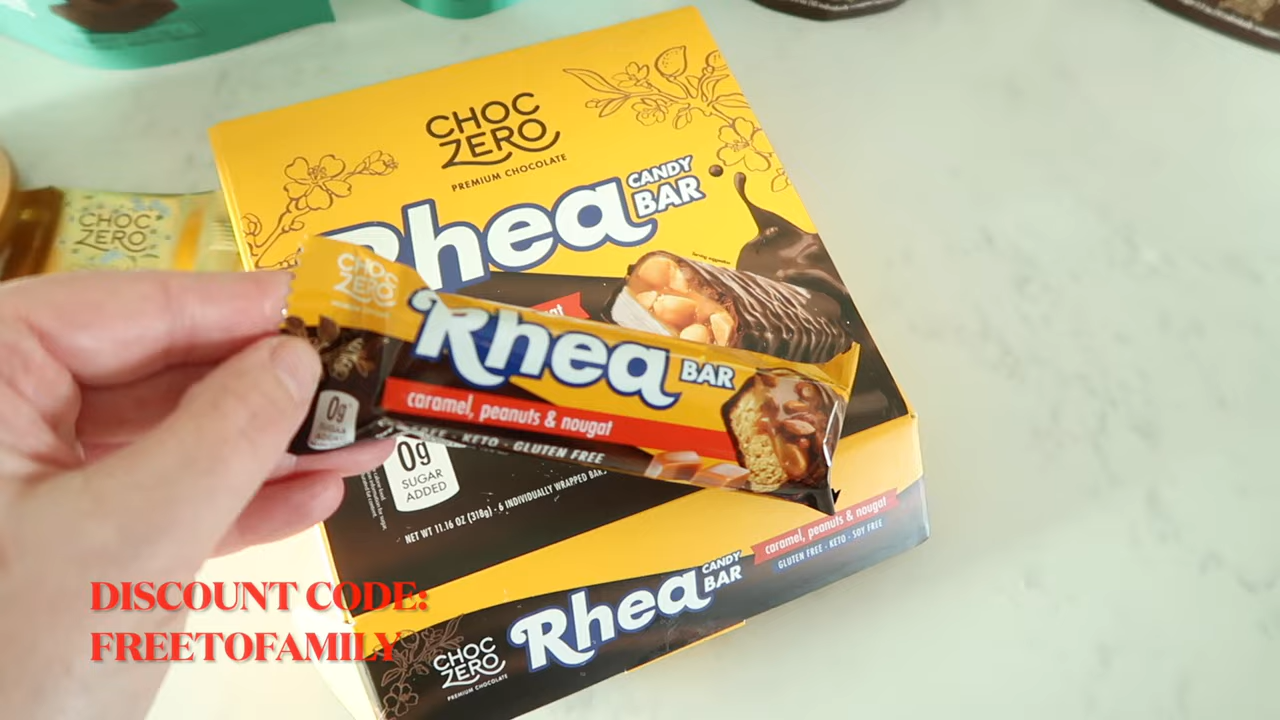 CHOC
ZERO
PREMIUM CHOCOLATE
Rhea
CANDY
BAR
CHOC
ZERO
CHOC
ZERO
Rhea
BAR
caramel, peanuts & nougat
FREE · KETO · GLUTEN FREE
0g
SUGAR
ADDED
0g
SUGAR
ADDED
NET WT 11.16 OZ (318g) · 6 INDIVIDUALLY WRAPPED BARS
caramel, peanuts & nougat
GLUTEN FREE · KETO · SOY FREE
Rhea
CANDY
BAR
CHOC
ZERO
PREMIUM CHOCOLATE
DISCOUNT CODE:
FREETOFAMILY